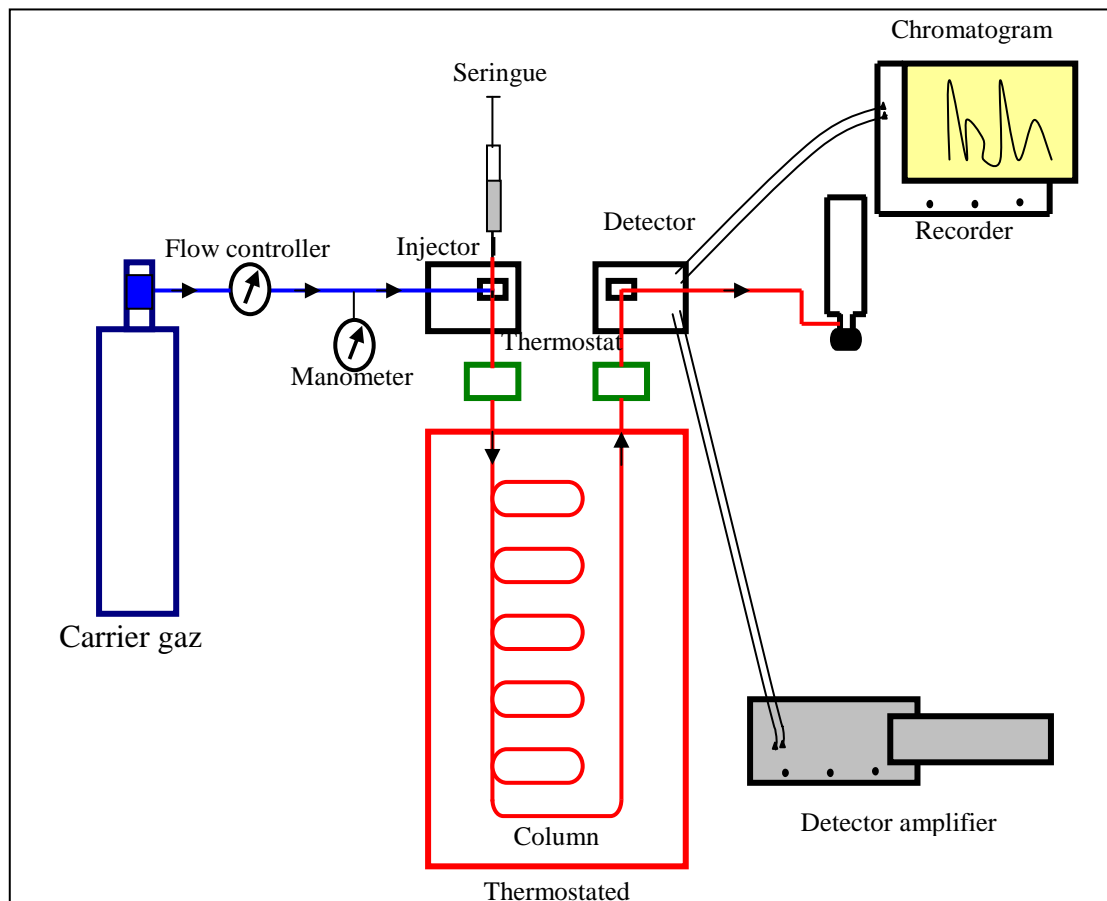 Chromatogram
Seringue
Detector
Recorder
Injector
Flow controller
Thermostat
Manometer
Carrier gaz
Column
Detector amplifier
Thermostated